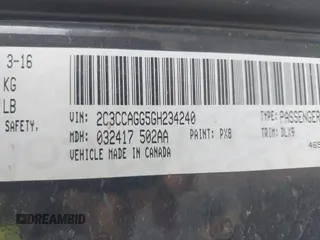 3-16
KG
LB
SAFETY.
VIN: 2C3CCAGG5GH234240 TYPE: PASSENGER
MDH: 032417 502AA PAINT: PX8 TRIM: DLX9
VEHICLE MADE IN CANADA 465
DREAMBID